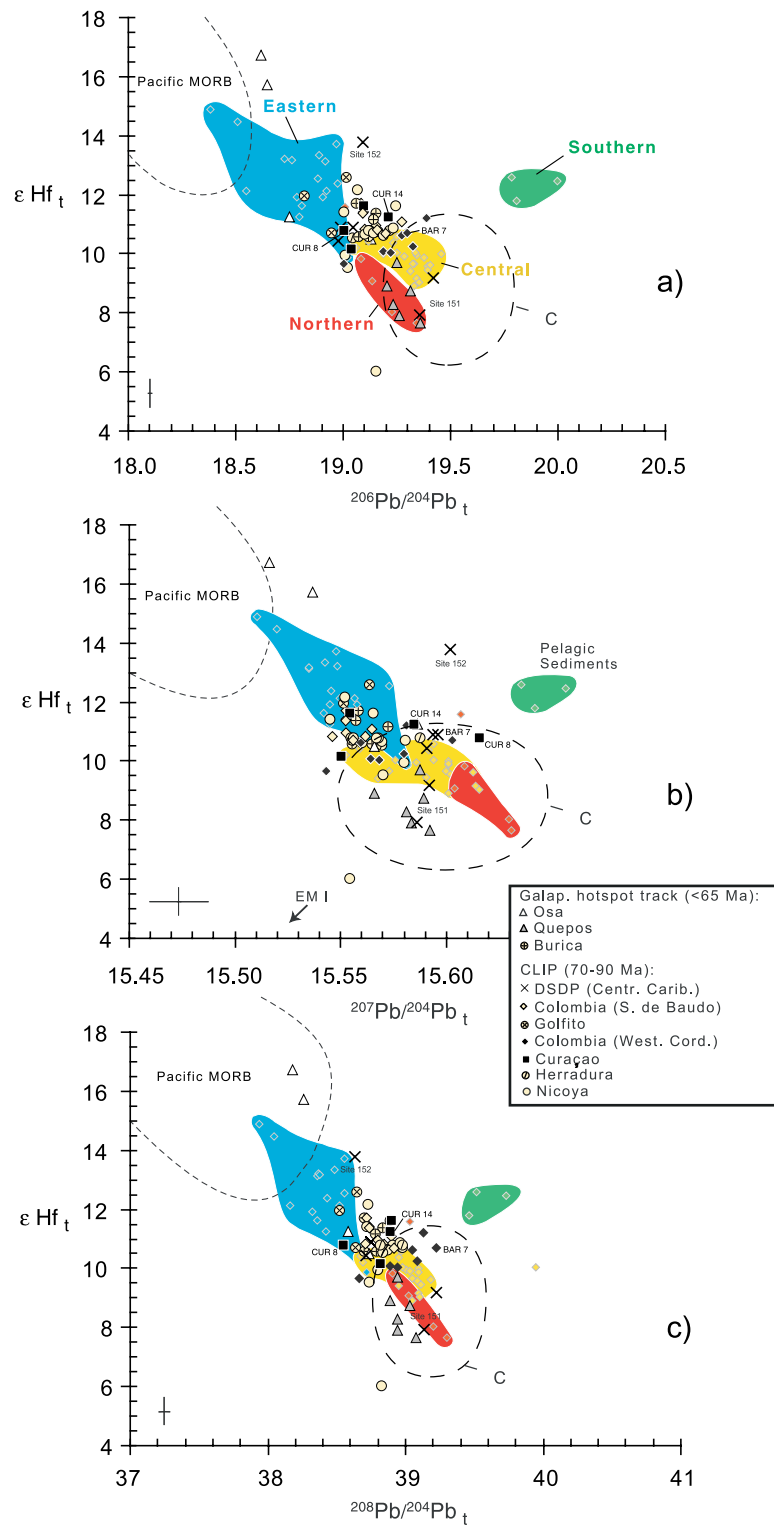 18
Pacific MORB
16
Eastern
14
Site 152
Southern
ε Hf t
12
CUR 14
BAR 7
CUR 8
10
Central
a)
Site 151
8
Northern
C
6
4
18.0 18.5 19.0 19.5 20.0 20.5
206Pb/204Pb t
18
16
Pacific MORB
14
Site 152
Pelagic
Sediments
ε Hf t
12
CUR 14
BAR 7
CUR 8
10
b)
Site 151
8
C
6
EM I
4
15.45 15.50 15.55 15.60
207Pb/204Pb t
Galap. hotspot track (<65 Ma):
Osa
Quepos
Burica
CLIP (70-90 Ma):
DSDP (Centr. Carib.)
Colombia (S. de Baudo)
Golfito
Colombia (West. Cord.)
Curaçao
Herradura
Nicoya
18
16
Pacific MORB
14
Site 152
ε Hf t
12
CUR 14
CUR 8
BAR 7
10
c)
Site 151
8
C
6
4
37 38 39 40 41
208Pb/204Pb t